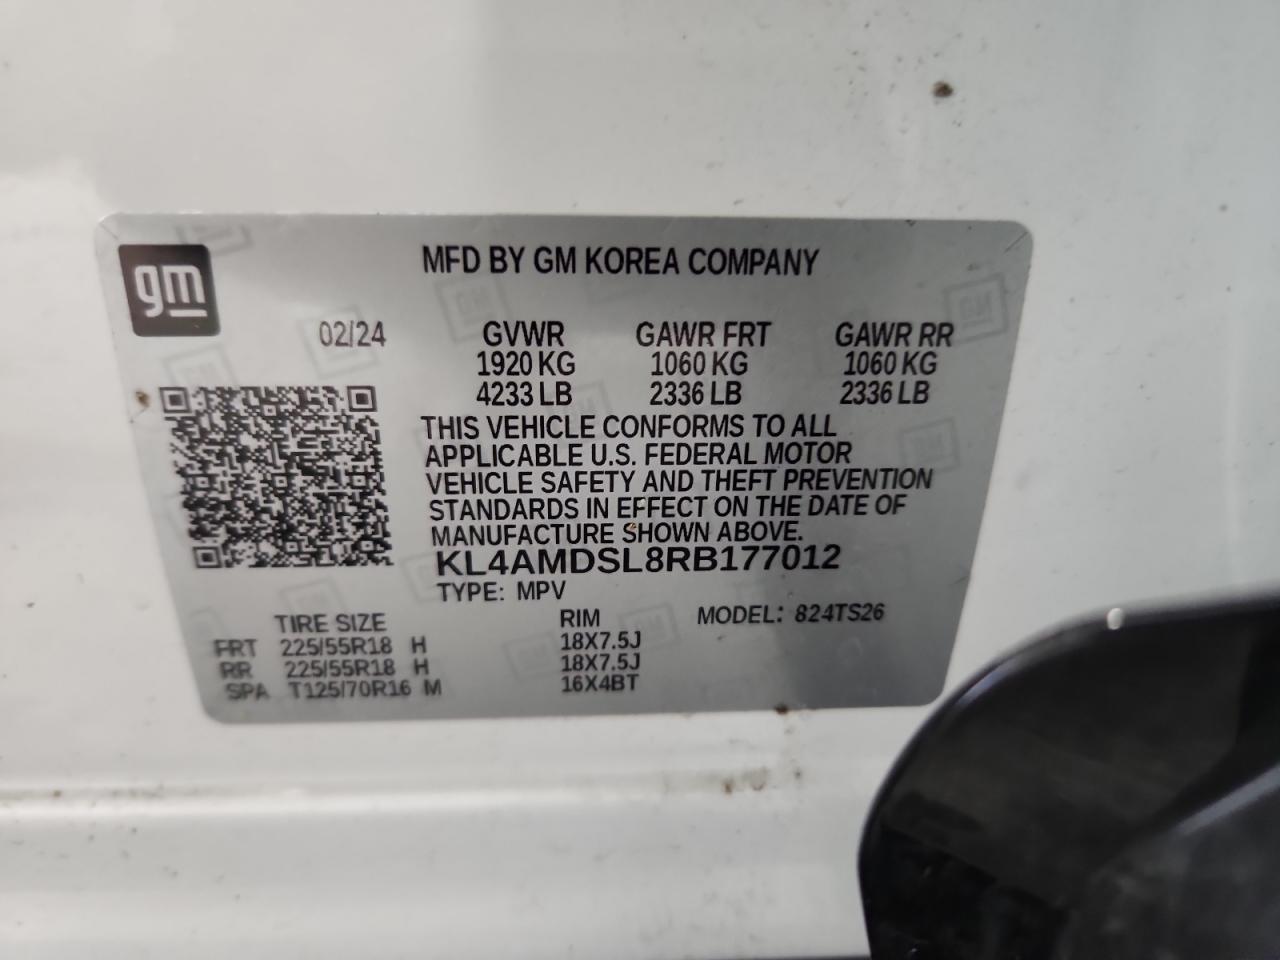 gm
MFD BY GM KOREA COMPANY
02/24 GVWR GAWR FRT GAWR RR
1920 KG 1060 KG 1060 KG
4233 LB 2336 LB 2336 LB
THIS VEHICLE CONFORMS TO ALL
APPLICABLE U.S. FEDERAL MOTOR
VEHICLE SAFETY AND THEFT PREVENTION
STANDARDS IN EFFECT ON THE DATE OF
MANUFACTURE SHOWN ABOVE.
KL4AMDSL8RB177012
TYPE: MPV
TIRE SIZE RIM MODEL: 824TS26
FRT 225/55R18 H 18X7.5J
RR 225/55R18 H 18X7.5J
SPA T125/70R16 M 16X4BT